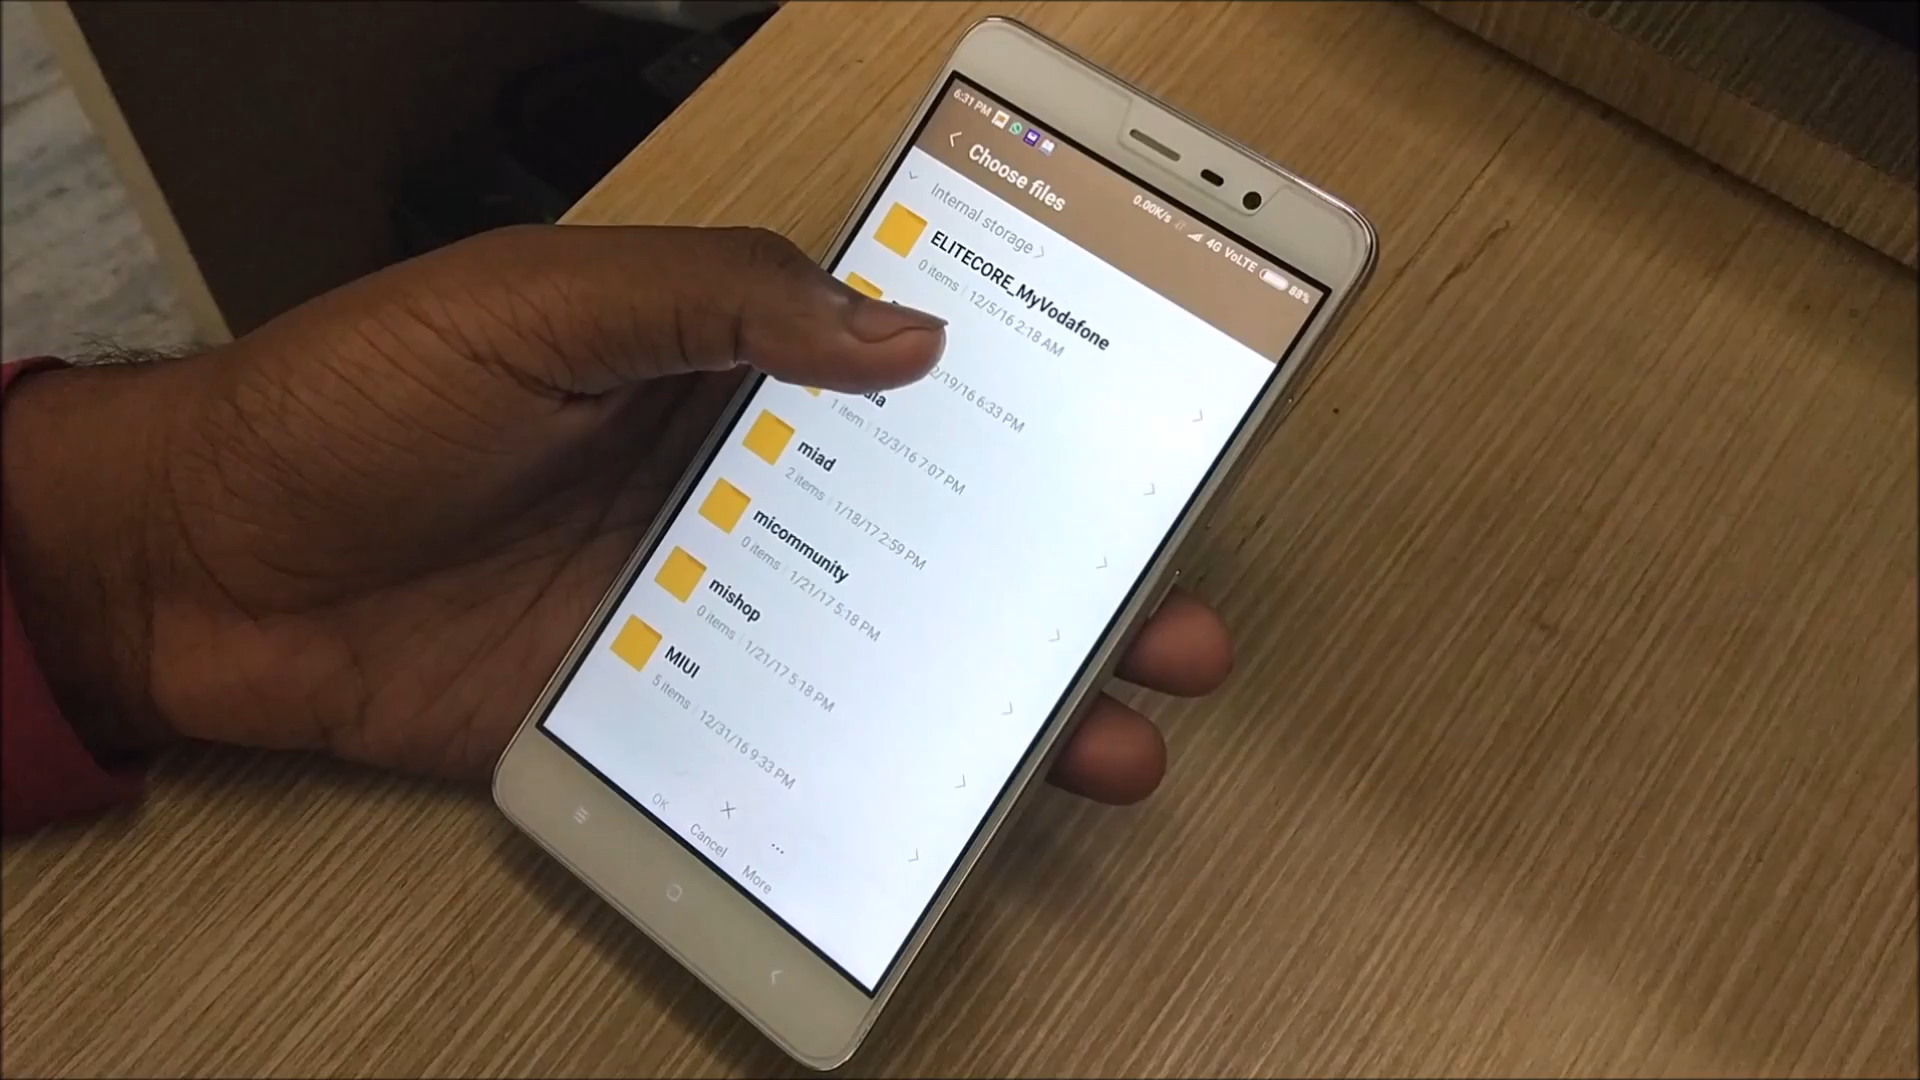 6:31 PM
0.00K/s 4G VoLTE 88%
Choose files
Internal storage
ELITECORE_MyVodafone
0 items 12/5/16 2:18 AM
2/19/16 6:33 PM
1 item 12/3/16 7:07 PM
miad
2 items 1/18/17 2:59 PM
micommunity
0 items 1/21/17 5:18 PM
mishop
0 items 1/21/17 5:18 PM
MIUI
5 items 12/31/16 9:33 PM
OK
Cancel
More